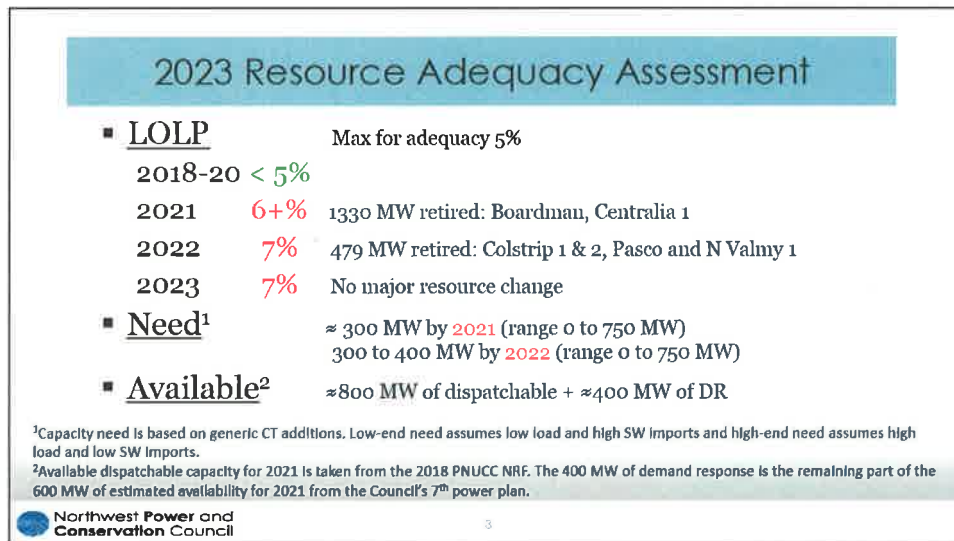 2023 Resource Adequacy Assessment
▪ LOLP Max for adequacy 5%
2018-20 < 5%
2021 6+% 1330 MW retired: Boardman, Centralia 1
2022 7% 479 MW retired: Colstrip 1 & 2, Pasco and N Valmy 1
2023 7% No major resource change
▪ Need¹ ≈ 300 MW by 2021 (range 0 to 750 MW)
300 to 400 MW by 2022 (range 0 to 750 MW)
▪ Available² ≈800 MW of dispatchable + ≈400 MW of DR
¹Capacity need is based on generic CT additions. Low-end need assumes low load and high SW imports and high-end need assumes high
load and low SW imports.
²Available dispatchable capacity for 2021 is taken from the 2018 PNUCC NRF. The 400 MW of demand response is the remaining part of the
600 MW of estimated availability for 2021 from the Council's 7th power plan.
Northwest Power and
Conservation Council
3